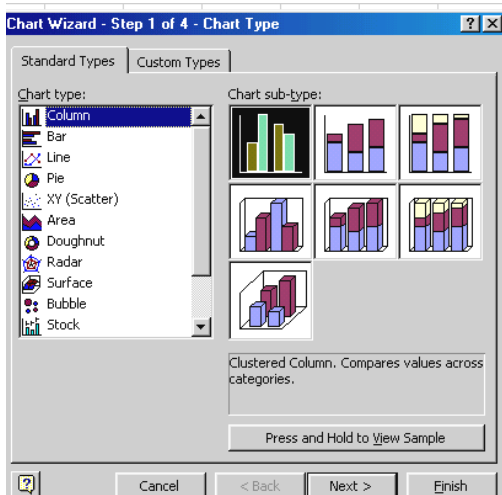 Chart Wizard - Step 1 of 4 - Chart Type
Standard Types
Custom Types
Chart type:
Column
Bar
Line
Pie
XY (Scatter)
Area
Doughnut
Radar
Surface
Bubble
Stock
Chart sub-type:
Clustered Column. Compares values across
categories.
Press and Hold to View Sample
Cancel
< Back
Next >
Finish